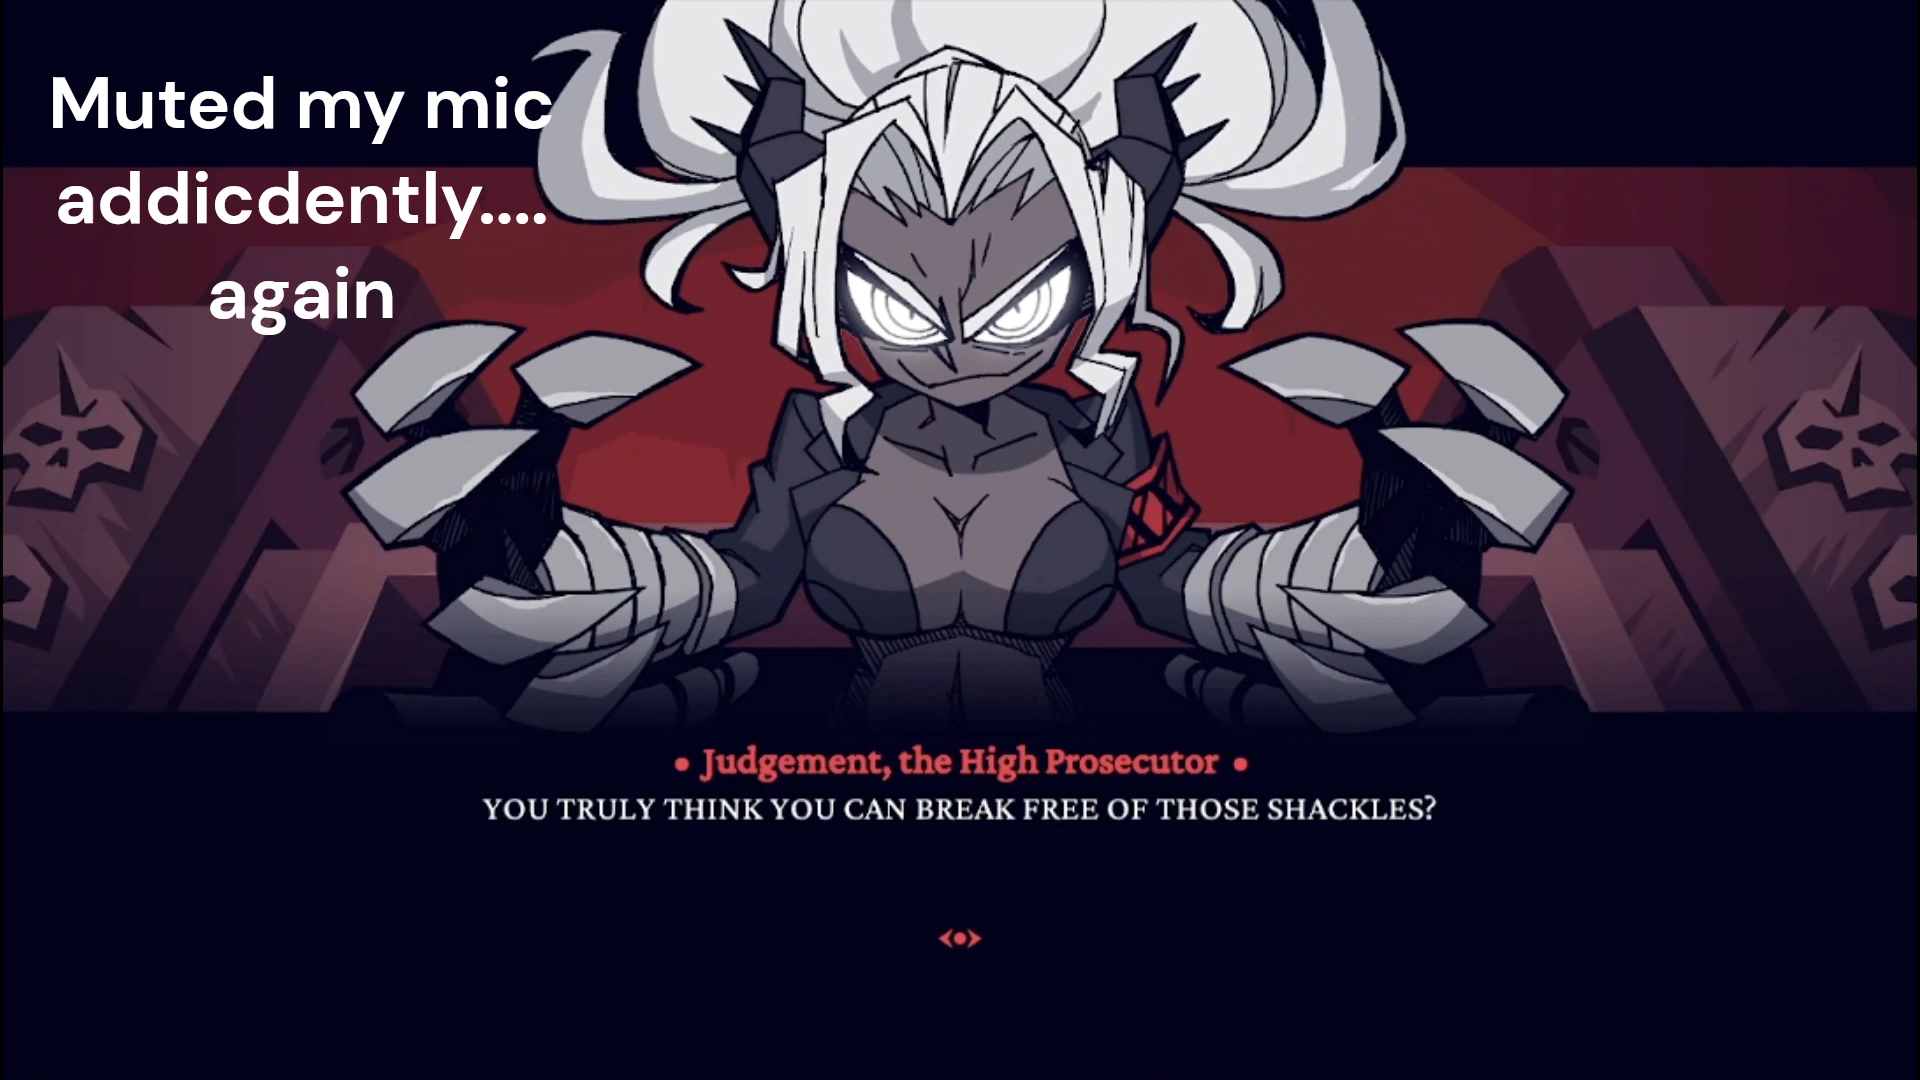 Muted my mic
addicdently....
again
• Judgement, the High Prosecutor •
YOU TRULY THINK YOU CAN BREAK FREE OF THOSE SHACKLES?
XI